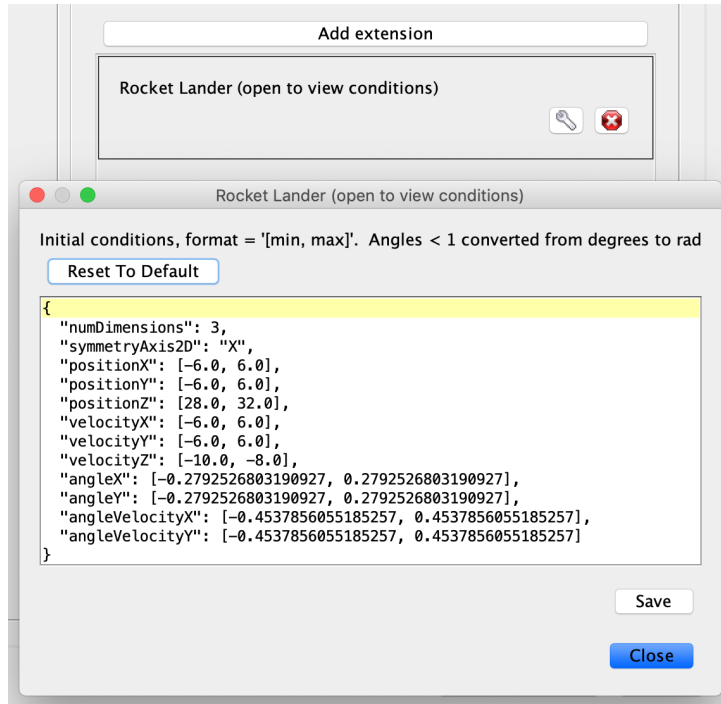 Add extension
Rocket Lander (open to view conditions)
Rocket Lander (open to view conditions)
Initial conditions, format = '[min, max]'.  Angles < 1 converted from degrees to rad
Reset To Default
{
  "numDimensions": 3,
  "symmetryAxis2D": "X",
  "positionX": [-6.0, 6.0],
  "positionY": [-6.0, 6.0],
  "positionZ": [28.0, 32.0],
  "velocityX": [-6.0, 6.0],
  "velocityY": [-6.0, 6.0],
  "velocityZ": [-10.0, -8.0],
  "angleX": [-0.2792526803190927, 0.2792526803190927],
  "angleY": [-0.2792526803190927, 0.2792526803190927],
  "angleVelocityX": [-0.4537856055185257, 0.4537856055185257],
  "angleVelocityY": [-0.4537856055185257, 0.4537856055185257]
}
Save
Close